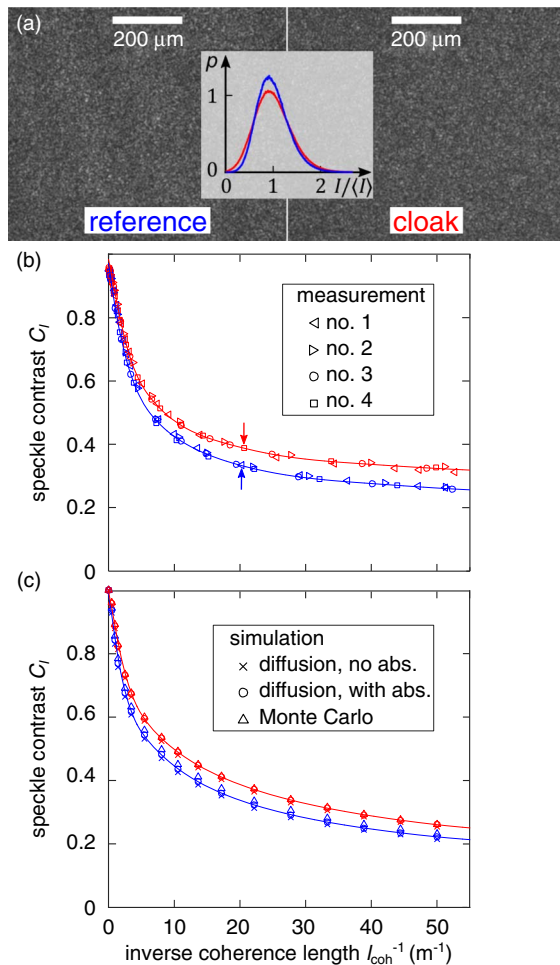 (a)
200 μm
200 μm
p
1
0
0
1
2
I/⟨I⟩
reference
cloak
(b)
speckle contrast C_I
0.8
0.6
0.4
0.2
0
measurement
no. 1
no. 2
no. 3
no. 4
(c)
speckle contrast C_I
0.8
0.6
0.4
0.2
0
simulation
diffusion, no abs.
diffusion, with abs.
Monte Carlo
0 10 20 30 40 50
inverse coherence length l_coh^-1 (m^-1)